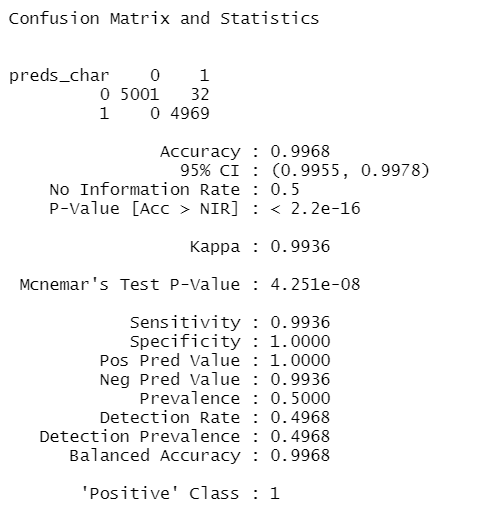 Confusion Matrix and Statistics
preds_char    0    1
         0 5001   32
         1    0 4969
Accuracy : 0.9968
95% CI : (0.9955, 0.9978)
No Information Rate : 0.5
P-Value [Acc > NIR] : < 2.2e-16
Kappa : 0.9936
Mcnemar's Test P-Value : 4.251e-08
Sensitivity : 0.9936
Specificity : 1.0000
Pos Pred Value : 1.0000
Neg Pred Value : 0.9936
Prevalence : 0.5000
Detection Rate : 0.4968
Detection Prevalence : 0.4968
Balanced Accuracy : 0.9968
'Positive' Class : 1